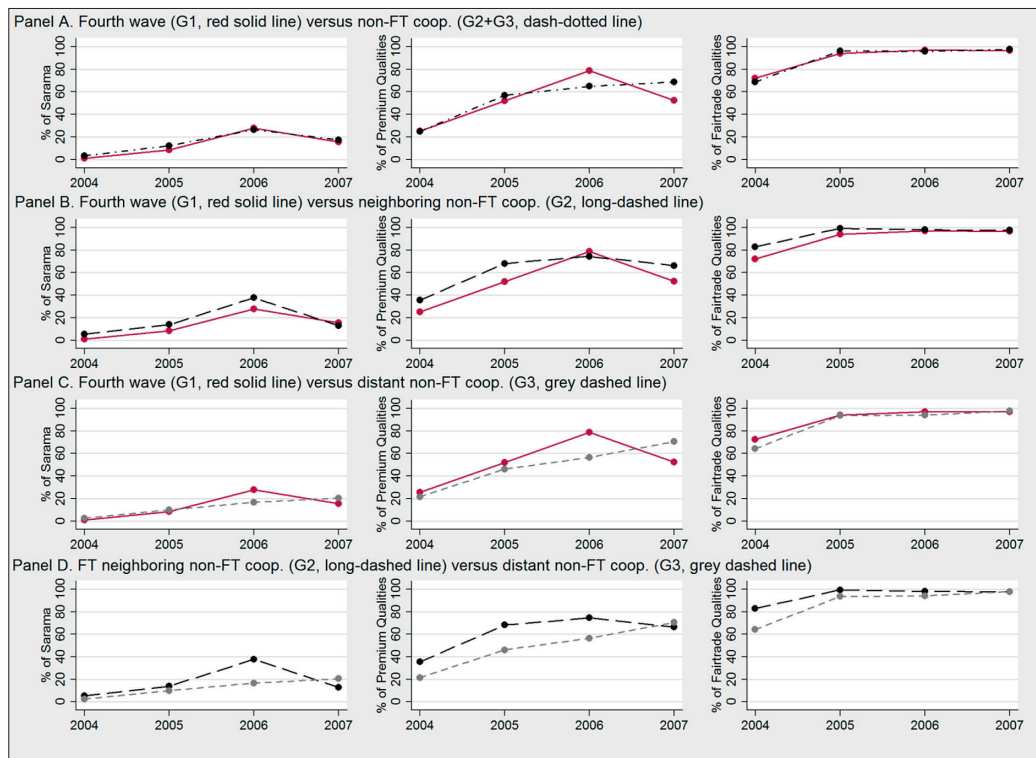 Panel A. Fourth wave (G1, red solid line) versus non-FT coop. (G2+G3, dash-dotted line)
% of Sarama
0 20 40 60 80 100
2004 2005 2006 2007
% of Premium Qualities
0 20 40 60 80 100
2004 2005 2006 2007
% of Fairtrade Qualities
0 20 40 60 80 100
2004 2005 2006 2007
Panel B. Fourth wave (G1, red solid line) versus neighboring non-FT coop. (G2, long-dashed line)
% of Sarama
0 20 40 60 80 100
2004 2005 2006 2007
% of Premium Qualities
0 20 40 60 80 100
2004 2005 2006 2007
% of Fairtrade Qualities
0 20 40 60 80 100
2004 2005 2006 2007
Panel C. Fourth wave (G1, red solid line) versus distant non-FT coop. (G3, grey dashed line)
% of Sarama
0 20 40 60 80 100
2004 2005 2006 2007
% of Premium Qualities
0 20 40 60 80 100
2004 2005 2006 2007
% of Fairtrade Qualities
0 20 40 60 80 100
2004 2005 2006 2007
Panel D. FT neighboring non-FT coop. (G2, long-dashed line) versus distant non-FT coop. (G3, grey dashed line)
% of Sarama
0 20 40 60 80 100
2004 2005 2006 2007
% of Premium Qualities
0 20 40 60 80 100
2004 2005 2006 2007
% of Fairtrade Qualities
0 20 40 60 80 100
2004 2005 2006 2007